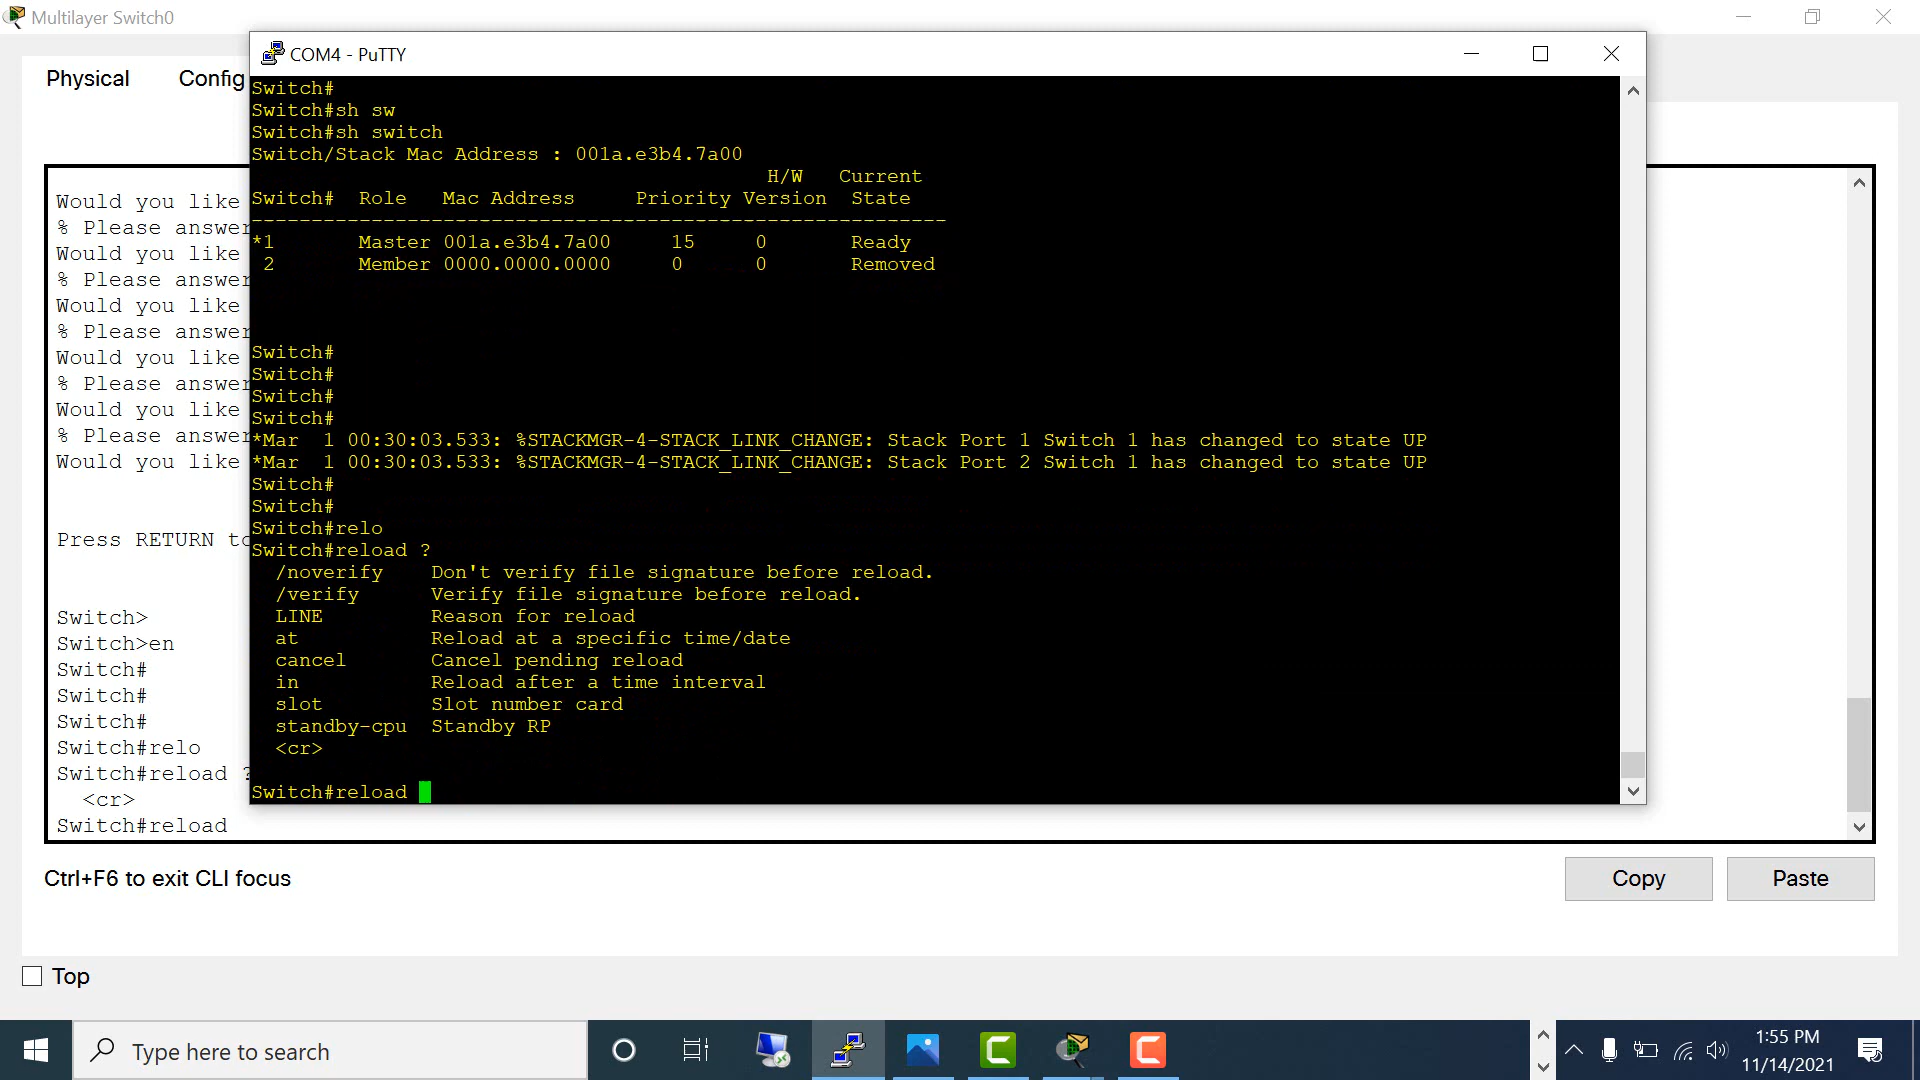 Multilayer Switch0
Physical Config
Would you like
% Please answer
Would you like
% Please answer
Would you like
% Please answer
Would you like
% Please answer
Would you like
% Please answer
Would you like
Press RETURN to
Switch>
Switch>en
Switch#
Switch#
Switch#
Switch#relo
Switch#reload ?
<cr>
Switch#reload
COM4 - PuTTY
Switch#
Switch#sh sw
Switch#sh switch
Switch/Stack Mac Address : 001a.e3b4.7a00
H/W Current
Switch# Role Mac Address Priority Version State
----------------------------------------------------------
*1 Master 001a.e3b4.7a00 15 0 Ready
2 Member 0000.0000.0000 0 0 Removed
Switch#
Switch#
Switch#
Switch#
*Mar 1 00:30:03.533: %STACKMGR-4-STACK_LINK_CHANGE: Stack Port 1 Switch 1 has changed to state UP
*Mar 1 00:30:03.533: %STACKMGR-4-STACK_LINK_CHANGE: Stack Port 2 Switch 1 has changed to state UP
Switch#
Switch#
Switch#relo
Switch#reload ?
/noverify Don't verify file signature before reload.
/verify Verify file signature before reload.
LINE Reason for reload
at Reload at a specific time/date
cancel Cancel pending reload
in Reload after a time interval
slot Slot number card
standby-cpu Standby RP
<cr>
Switch#reload
Ctrl+F6 to exit CLI focus
Copy Paste
Top
Type here to search
1:55 PM
11/14/2021